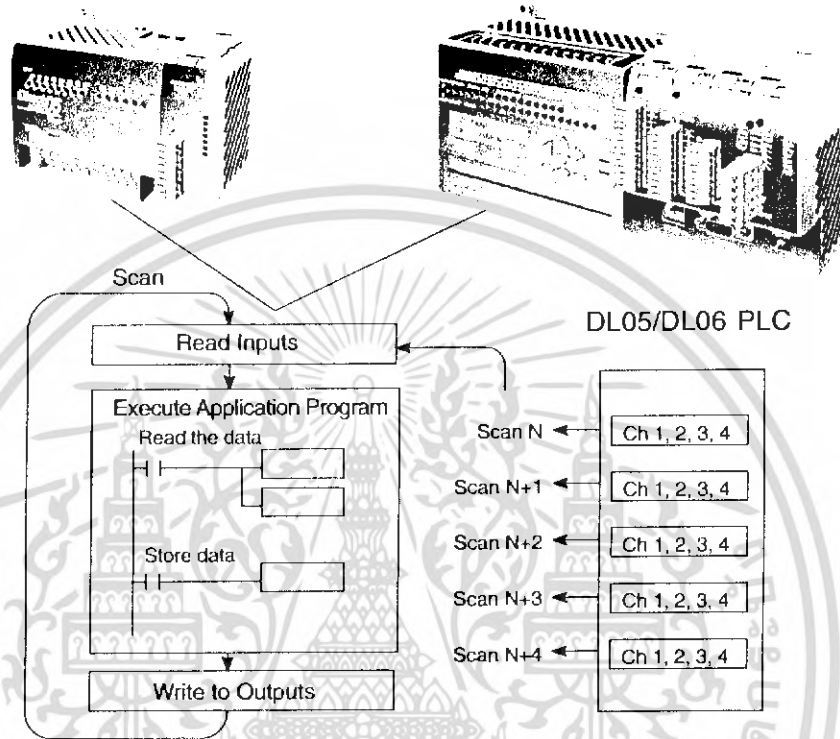 Scan
DL05/DL06 PLC
Read Inputs
Execute Application Program
Read the data
Store data
Write to Outputs
Scan N
Ch 1, 2, 3, 4
Scan N+1
Ch 1, 2, 3, 4
Scan N+2
Ch 1, 2, 3, 4
Scan N+3
Ch 1, 2, 3, 4
Scan N+4
Ch 1, 2, 3, 4